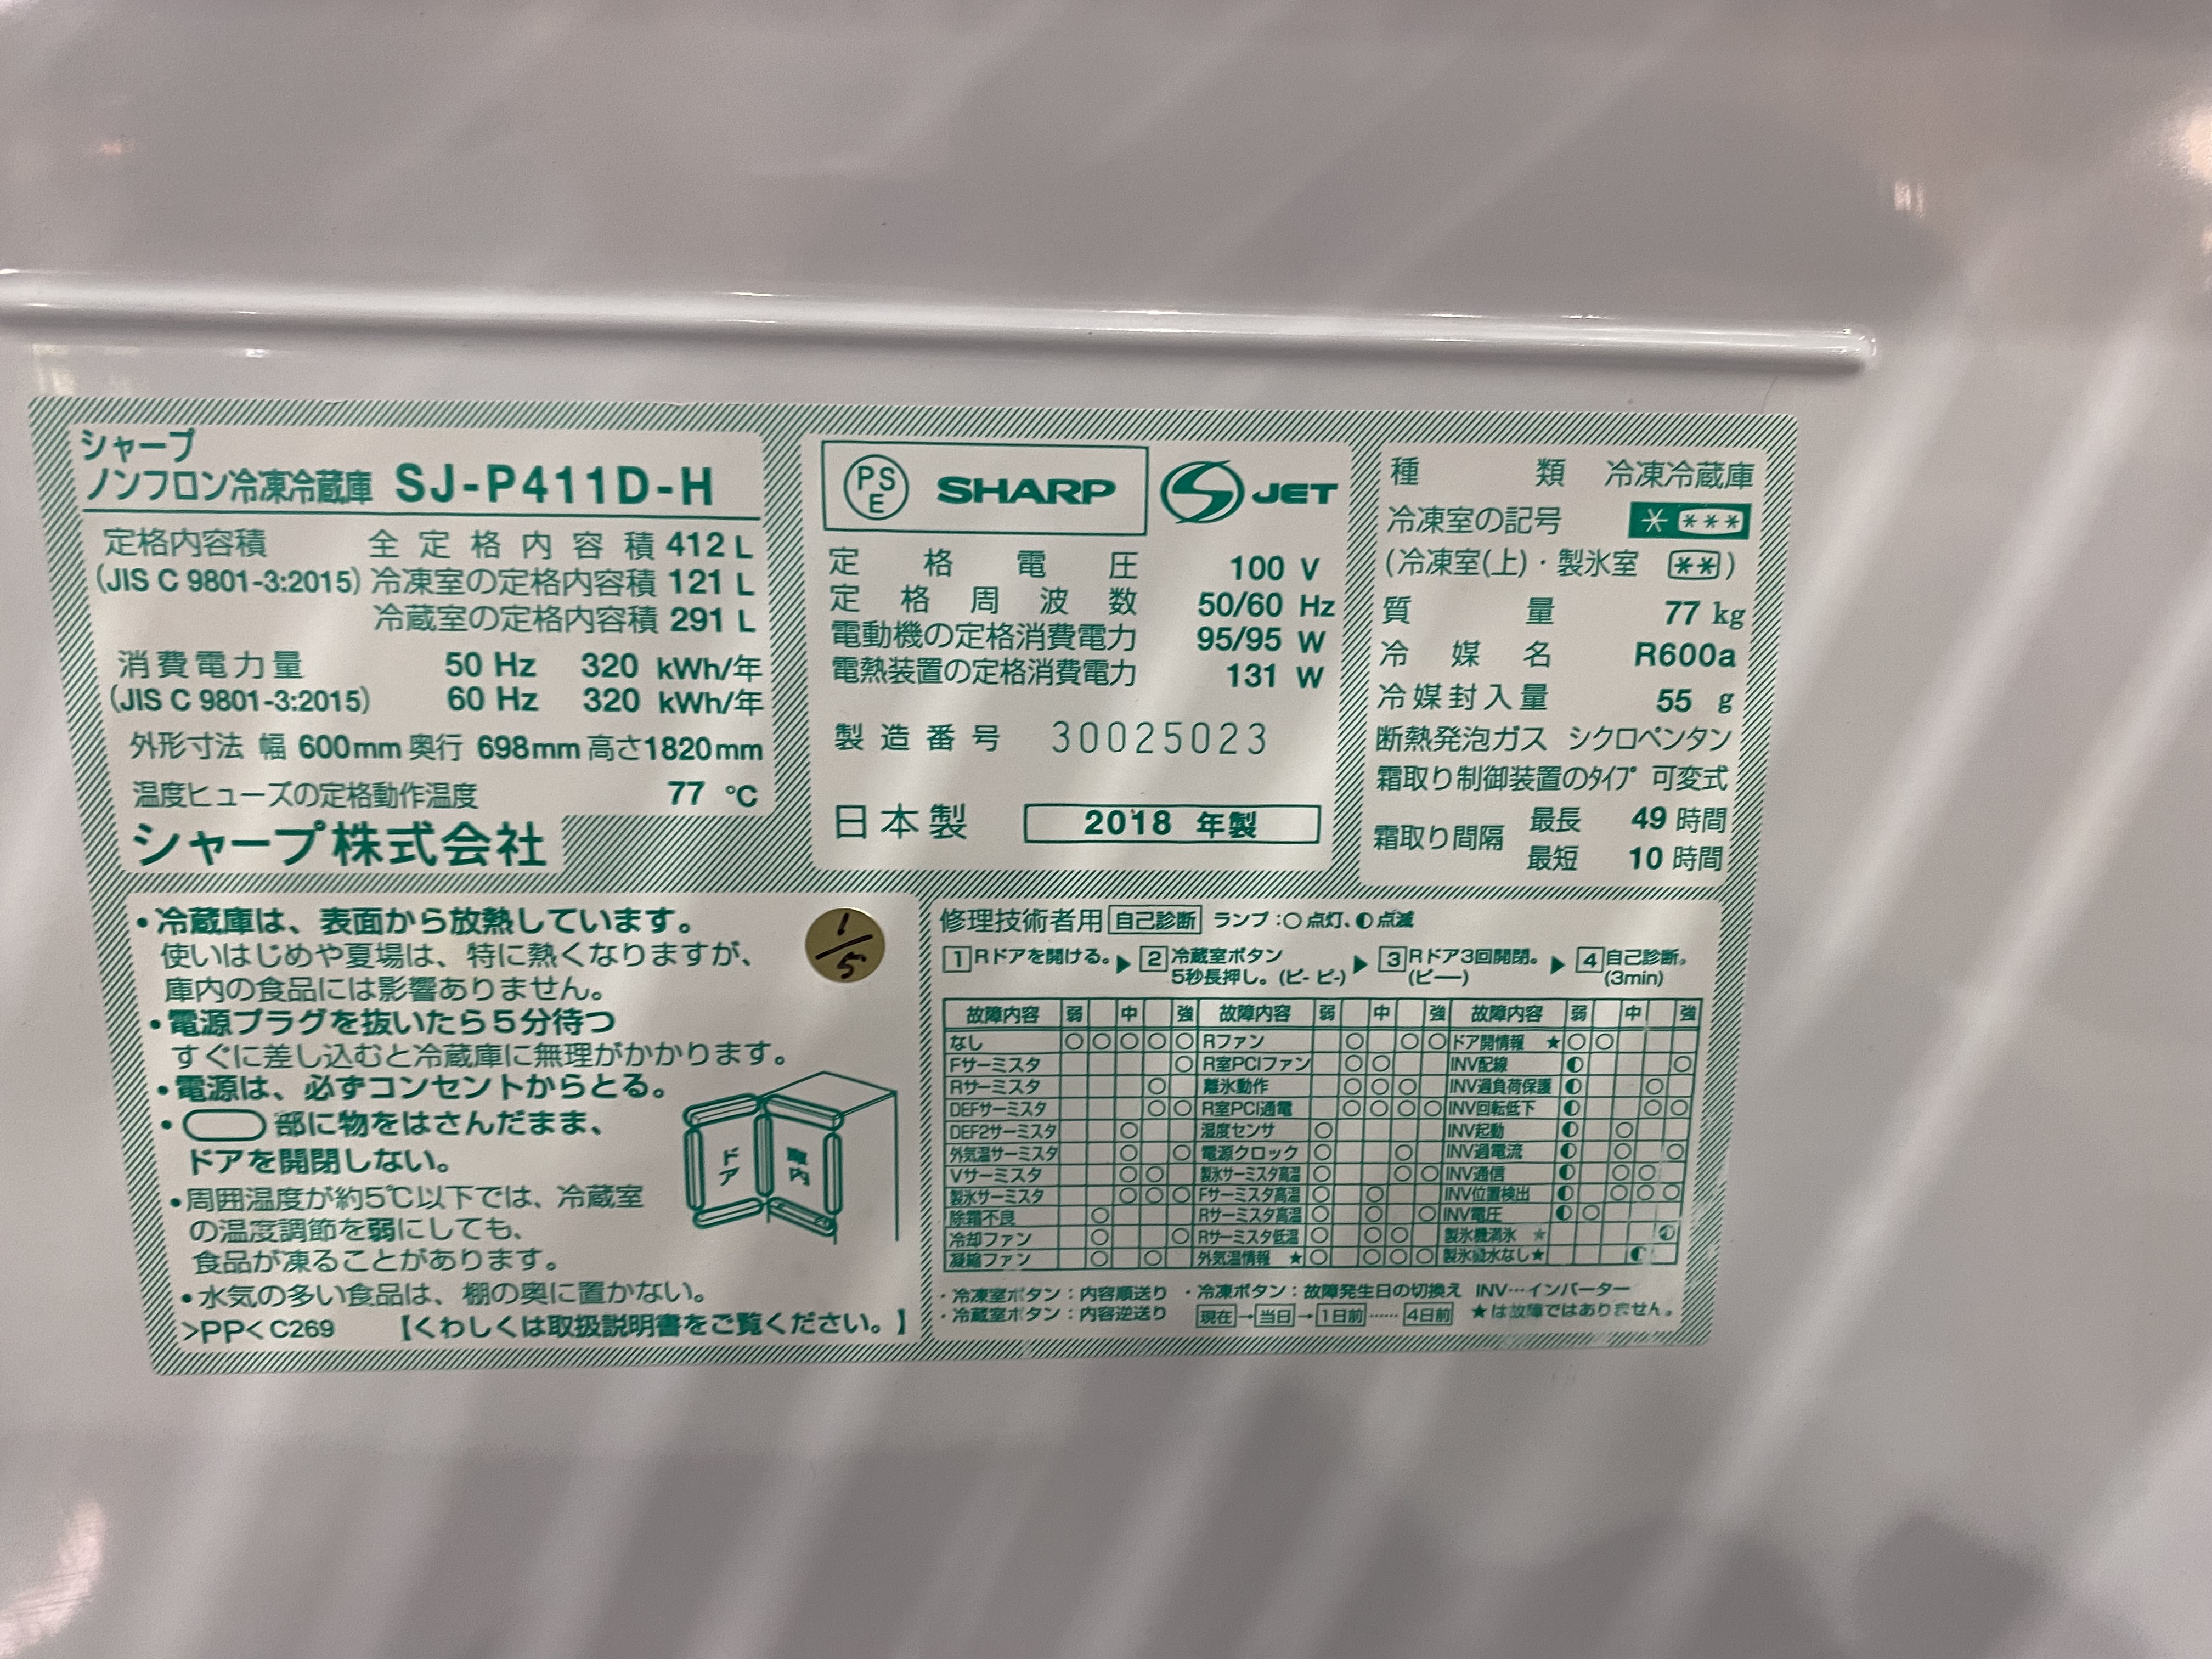 シャープ
ノンフロン冷凍冷蔵庫 SJ-P411D-H
定格内容積 全定格内容積 412 L
(JIS C 9801-3:2015) 冷凍室の定格内容積 121 L
冷蔵室の定格内容積 291 L
消費電力量 50 Hz 320 kWh/年
(JIS C 9801-3:2015) 60 Hz 320 kWh/年
外形寸法 幅 600mm 奥行 698mm 高さ1820mm
温度ヒューズの定格動作温度 77 ℃
シャープ株式会社
PS E SHARP JET
定格電圧 100 V
定格周波数 50/60 Hz
電動機の定格消費電力 95/95 W
電熱装置の定格消費電力 131 W
製造番号 30025023
日本製 2018 年製
種類 冷凍冷蔵庫
冷凍室の記号 * ***
(冷凍室(上)・製氷室 **)
質量 77 kg
冷媒名 R600a
冷媒封入量 55 g
断熱発泡ガス シクロペンタン
霜取り制御装置のタイプ 可変式
霜取り間隔 最長 49 時間
最短 10 時間
•冷蔵庫は、表面から放熱しています。
使いはじめや夏場は、特に熱くなりますが、
庫内の食品には影響ありません。
•電源プラグを抜いたら5分待つ
すぐに差し込むと冷蔵庫に無理がかかります。
•電源は、必ずコンセントからとる。
• 部に物をはさんだまま、
ドアを開閉しない。
•周囲温度が約5℃以下では、冷蔵室
の温度調節を弱にしても、
食品が凍ることがあります。
•水気の多い食品は、棚の奥に置かない。
>PP< C269 【くわしくは取扱説明書をご覧ください。】
1/5
ドア 庫内
修理技術者用 自己診断 ランプ:○点灯、◐点滅
1 Rドアを開ける。▶ 2 冷蔵室ボタン 5秒長押し。(ピ- ピ-) ▶ 3 Rドア3回開閉。(ピー) ▶ 4 自己診断。(3min)
故障内容 弱 中 強 故障内容 弱 中 強 故障内容 弱 中 強
なし ○ ○ ○ ○ ○ Rファン ○ ○ ○ ドア開情報 ★ ○ ○
Fサーミスタ ○ R室PCIファン ○ ○ INV配線 ◐ ○
Rサーミスタ ○ 離氷動作 ○ ○ ○ INV過負荷保護 ◐ ○
DEFサーミスタ ○ ○ R室PCI通電 ○ ○ ○ ○ INV回転低下 ◐ ○ ○
DEF2サーミスタ ○ 湿度センサ ○ INV起動 ◐ ○
外気温サーミスタ ○ ○ 電源クロック ○ ○ INV過電流 ◐ ○ ○
Vサーミスタ ○ ○ 製氷サーミスタ高温 ○ ○ ○ INV通信 ◐ ○ ○
製氷サーミスタ ○ ○ ○ Fサーミスタ高温 ○ ○ INV位置検出 ◐ ○ ○ ○
除霜不良 ○ Rサーミスタ高温 ○ ○ ○ INV電圧 ◐ ○
冷却ファン ○ ○ Rサーミスタ低温 ○ ○ ○ 製氷機満氷 ★ ◐
凝縮ファン ○ ○ 外気温情報 ★ ○ ○ ○ ○ 製氷給水なし★ ◐
・冷凍室ボタン:内容順送り ・冷凍ボタン:故障発生日の切換え INV…インバーター
・冷蔵室ボタン:内容逆送り 現在→当日→1日前……4日前 ★は故障ではありません。